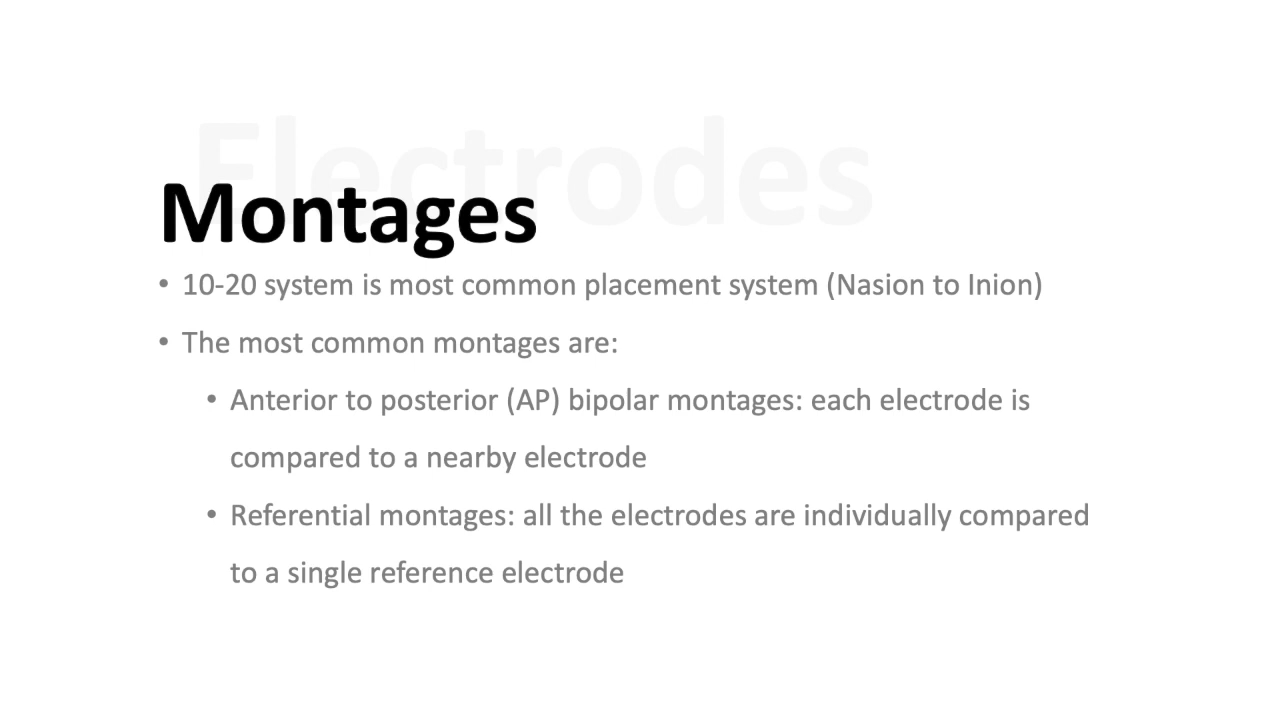 Electrodes
Montages
• 10-20 system is most common placement system (Nasion to Inion)
• The most common montages are:
• Anterior to posterior (AP) bipolar montages: each electrode is
compared to a nearby electrode
• Referential montages: all the electrodes are individually compared
to a single reference electrode